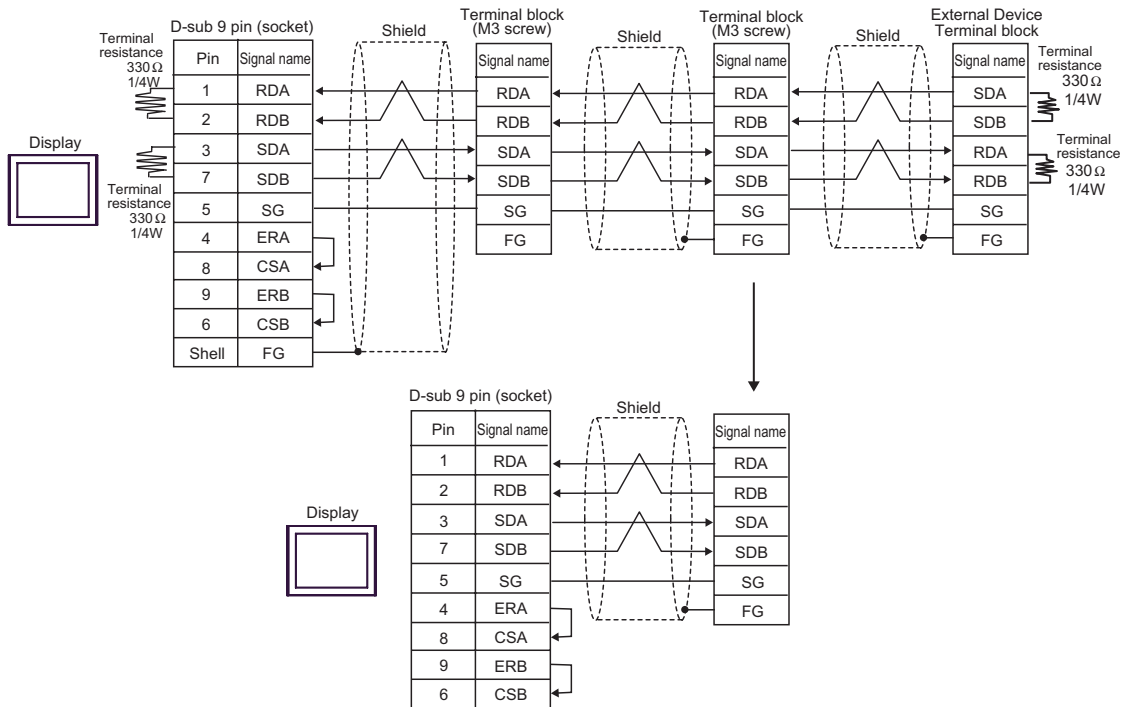 Display
Terminal
resistance
330Ω
1/4W
Terminal
resistance
330Ω
1/4W
D-sub 9 pin (socket)
Pin Signal name
1 RDA
2 RDB
3 SDA
7 SDB
5 SG
4 ERA
8 CSA
9 ERB
6 CSB
Shell FG
Shield
Terminal block
(M3 screw)
Signal name
RDA
RDB
SDA
SDB
SG
FG
Shield
Terminal block
(M3 screw)
Signal name
RDA
RDB
SDA
SDB
SG
FG
Shield
External Device
Terminal block
Signal name
SDA
SDB
RDA
RDB
SG
FG
Terminal
resistance
330Ω
1/4W
Terminal
resistance
330Ω
1/4W
Display
D-sub 9 pin (socket)
Pin Signal name
1 RDA
2 RDB
3 SDA
7 SDB
5 SG
4 ERA
8 CSA
9 ERB
6 CSB
Shield
Signal name
RDA
RDB
SDA
SDB
SG
FG